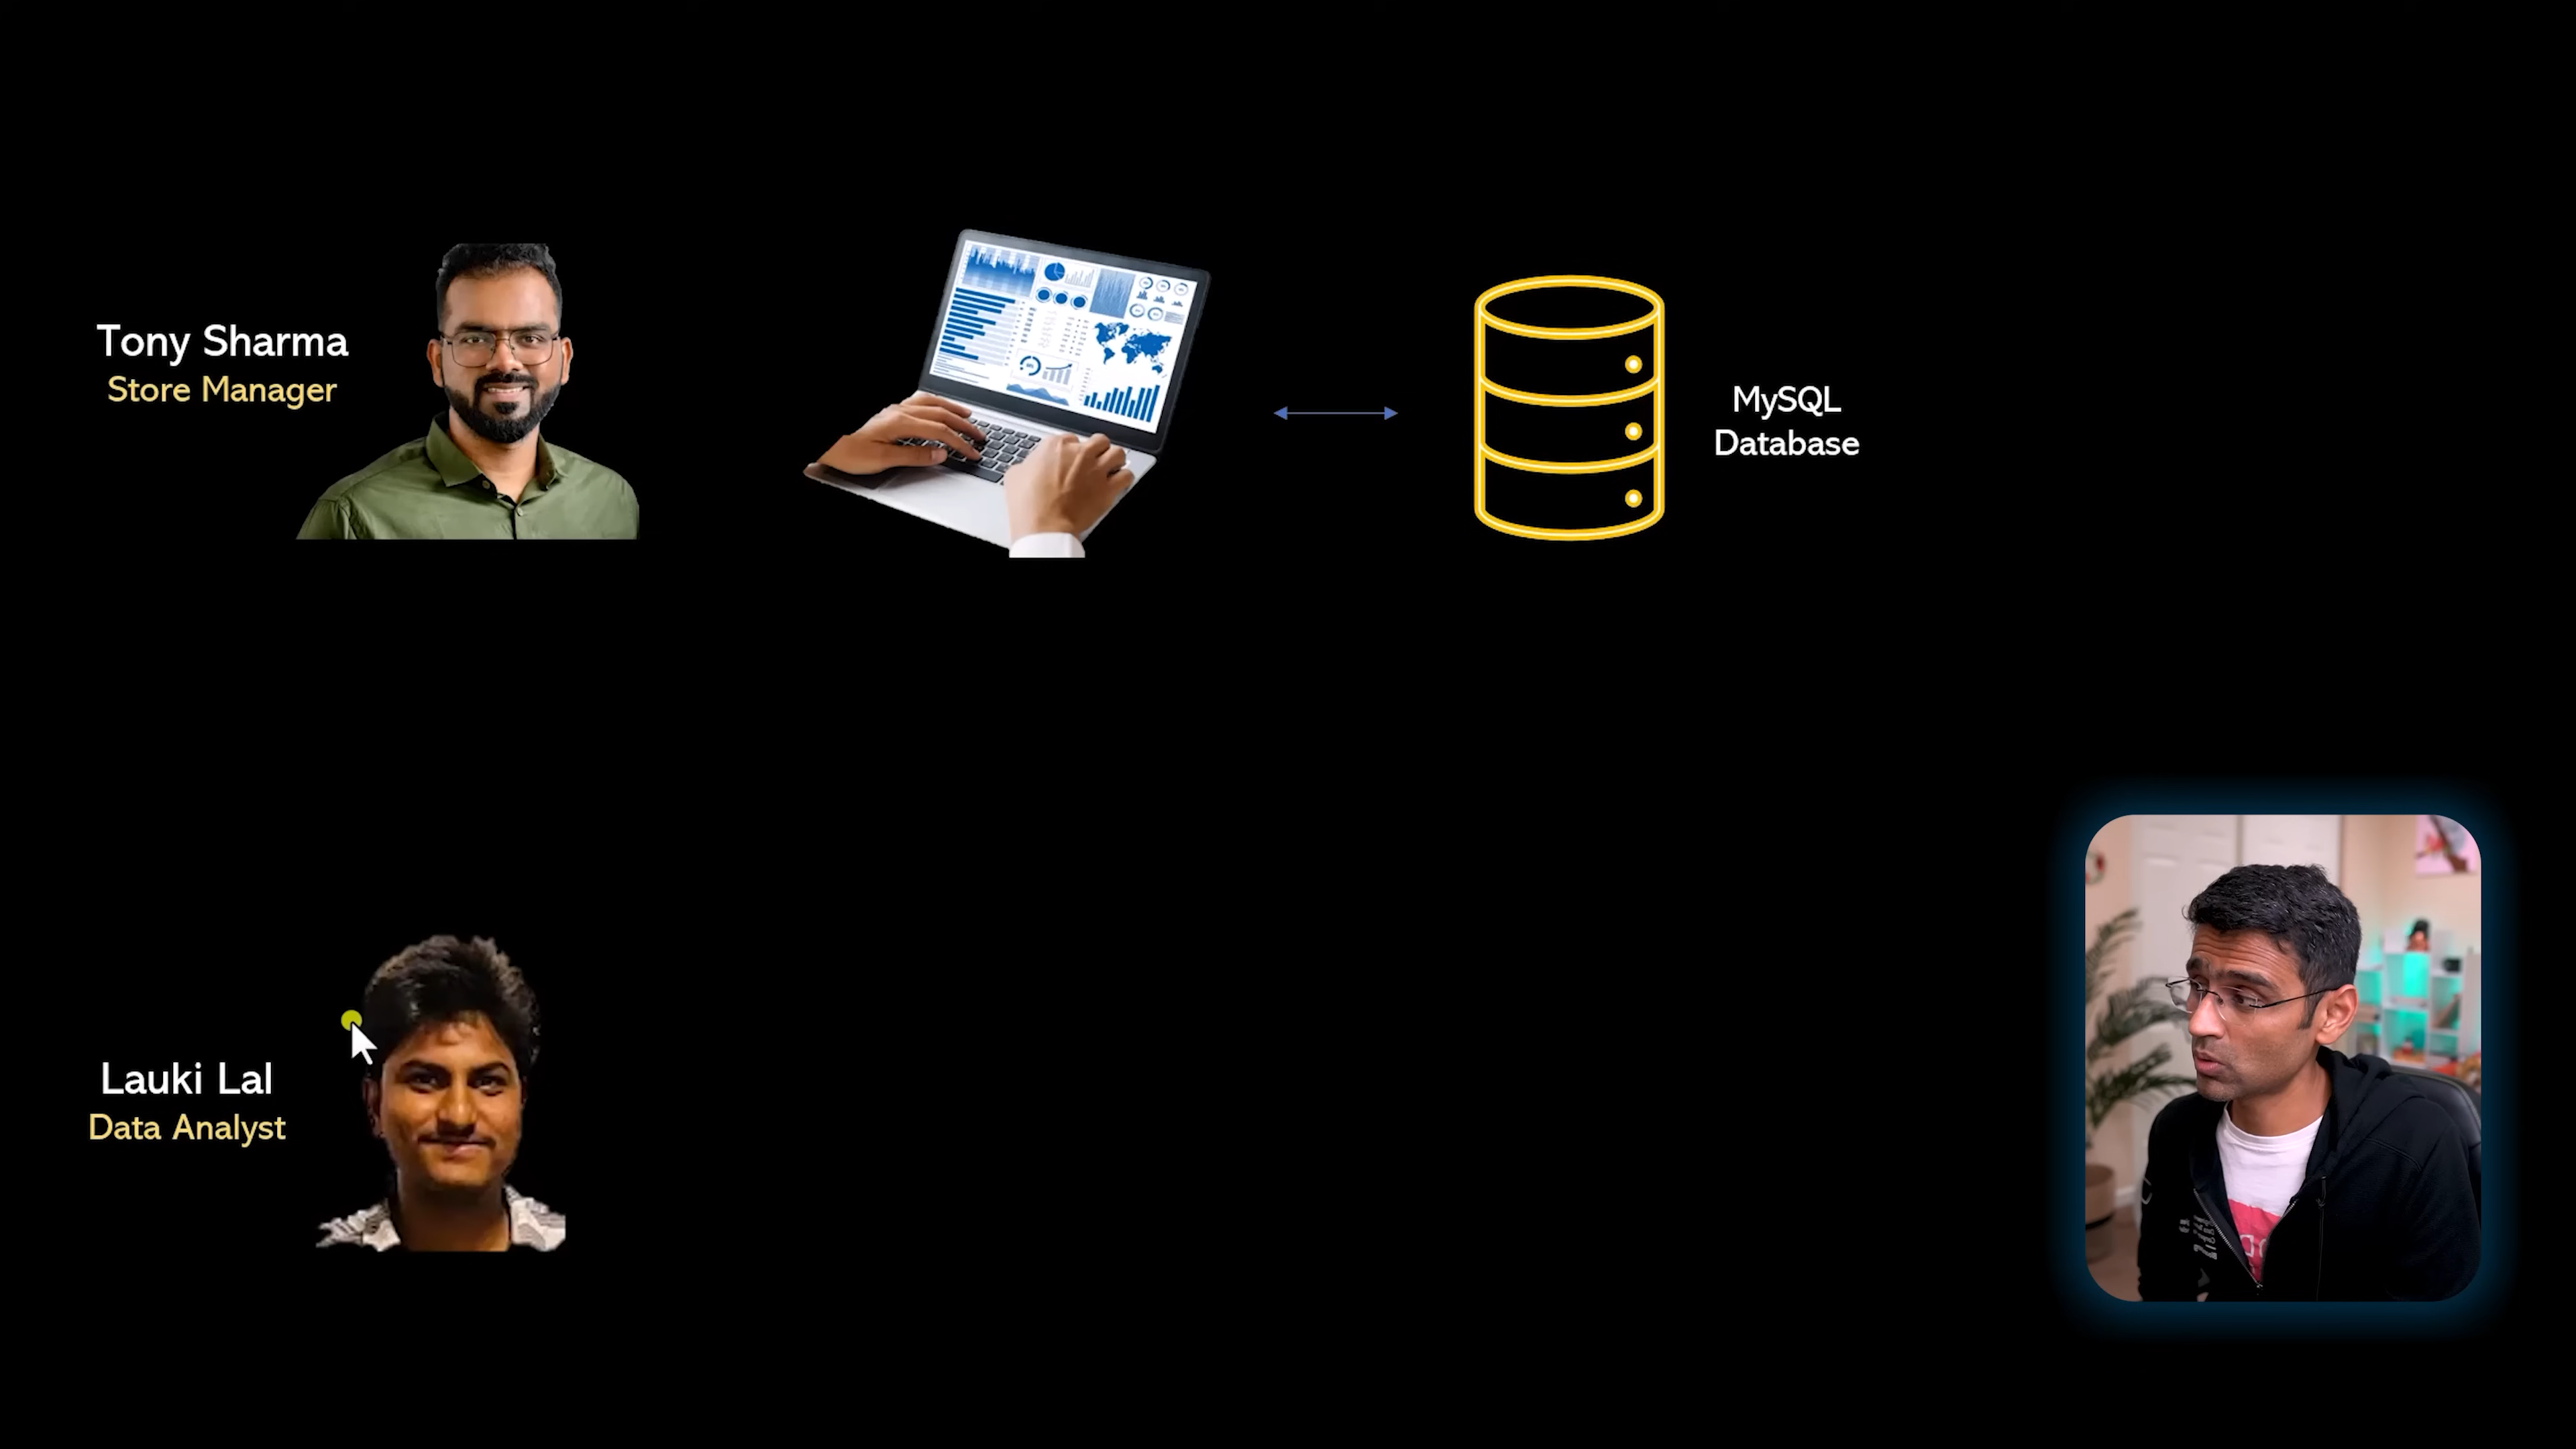 Tony Sharma
Store Manager
MySQL
Database
Lauki Lal
Data Analyst